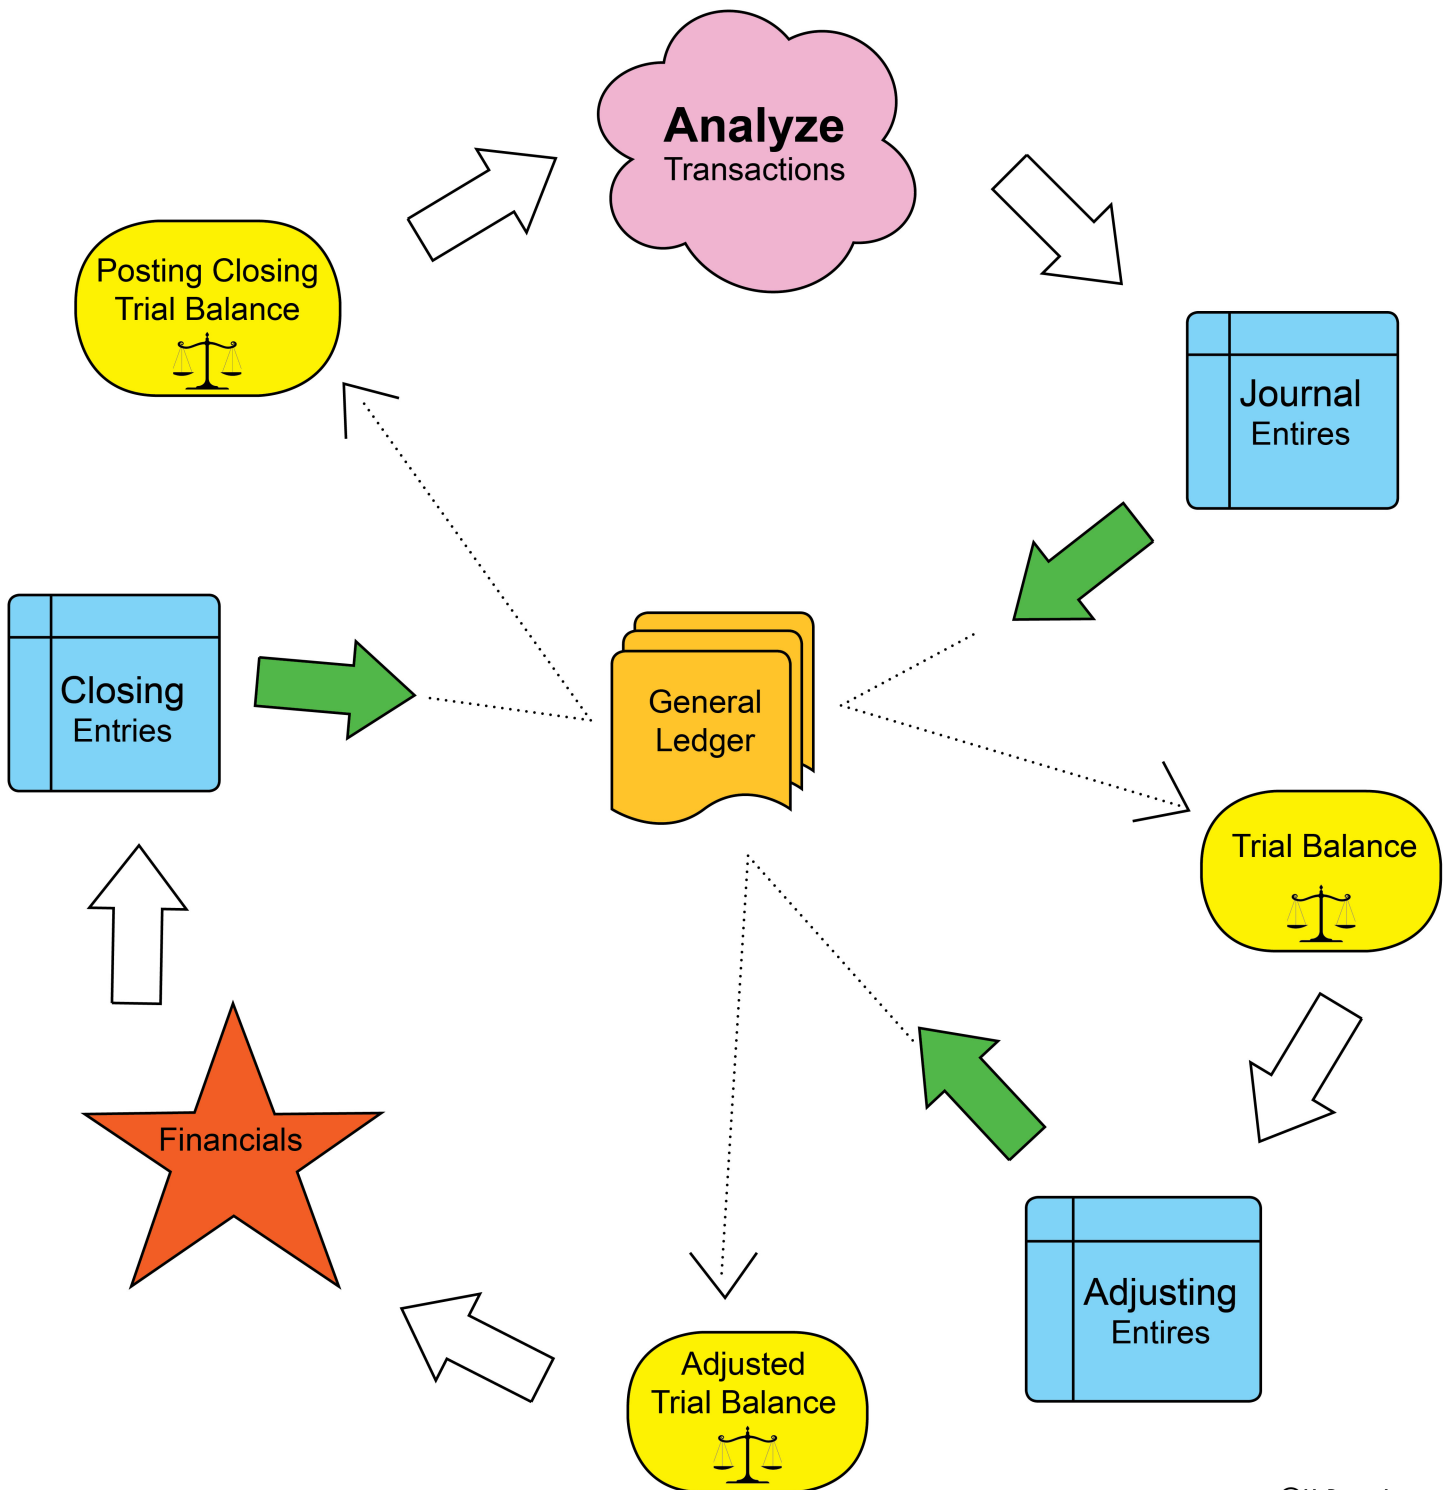 Analyze
Transactions
Posting Closing
Trial Balance
Journal
Entires
Closing
Entries
General
Ledger
Trial Balance
Financials
Adjusting
Entires
Adjusted
Trial Balance